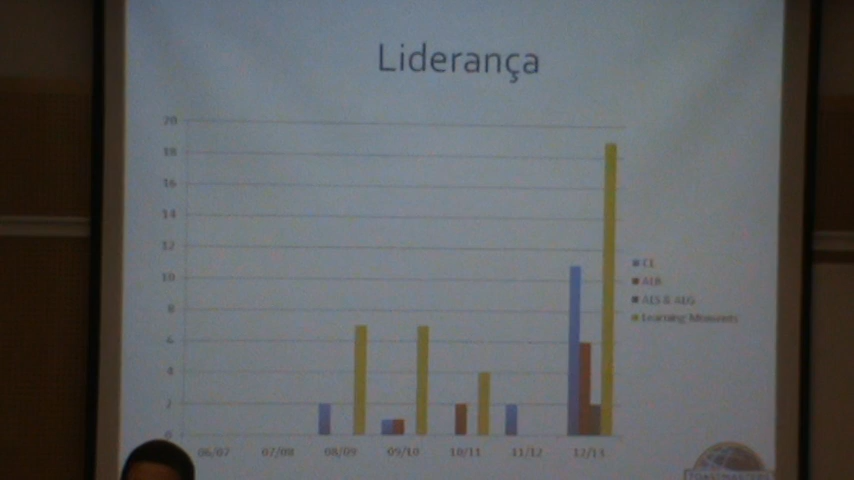 Liderança
20
18
16
14
12
10
8
6
4
2
0
06/07 07/08 08/09 09/10 10/11 11/12 12/13
CL
ALB
ALS & ALG
Learning Moments
TOASTMASTERS